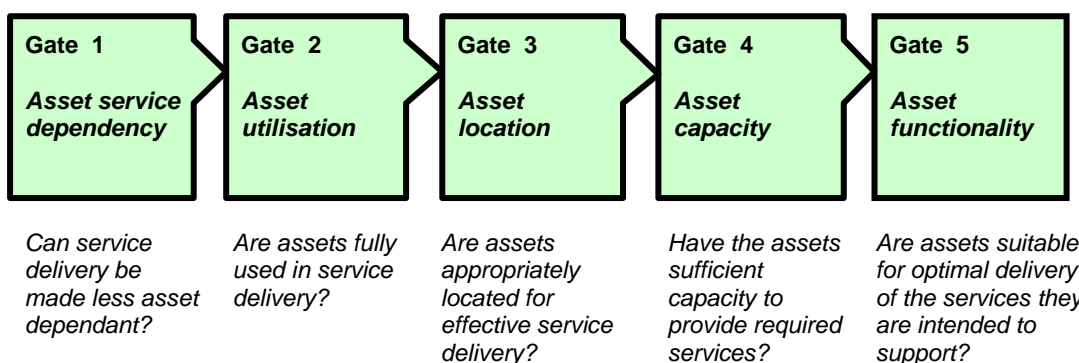 Gate 1
Asset service
dependency
Gate 2
Asset
utilisation
Gate 3
Asset
location
Gate 4
Asset
capacity
Gate 5
Asset
functionality
Can service
delivery be
made less asset
dependant?
Are assets fully
used in service
delivery?
Are assets
appropriately
located for
effective service
delivery?
Have the assets
sufficient
capacity to
provide required
services?
Are assets suitable
for optimal delivery
of the services they
are intended to
support?